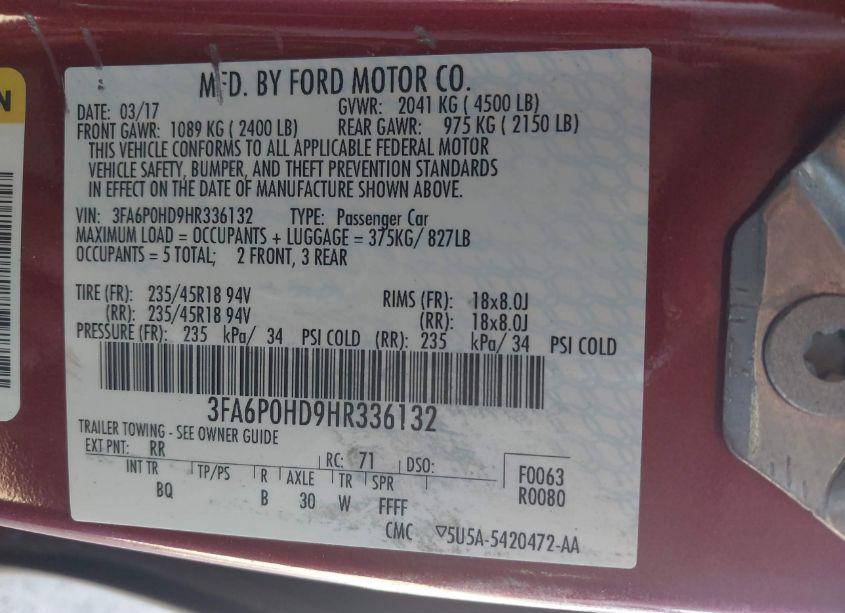 N
MFD. BY FORD MOTOR CO.
DATE: 03/17 GVWR: 2041 KG ( 4500 LB)
FRONT GAWR: 1089 KG ( 2400 LB) REAR GAWR: 975 KG ( 2150 LB)
THIS VEHICLE CONFORMS TO ALL APPLICABLE FEDERAL MOTOR
VEHICLE SAFETY, BUMPER, AND THEFT PREVENTION STANDARDS
IN EFFECT ON THE DATE OF MANUFACTURE SHOWN ABOVE.
VIN: 3FA6P0HD9HR336132 TYPE: Passenger Car
MAXIMUM LOAD = OCCUPANTS + LUGGAGE = 375KG/ 827LB
OCCUPANTS = 5 TOTAL; 2 FRONT, 3 REAR
TIRE (FR): 235/45R18 94V RIMS (FR): 18x8.0J
(RR): 235/45R18 94V (RR): 18x8.0J
PRESSURE (FR): 235 kPa/ 34 PSI COLD (RR): 235 kPa/ 34 PSI COLD
3FA6P0HD9HR336132
TRAILER TOWING - SEE OWNER GUIDE
EXT PNT: RR RC: 71 DSO: F0063
INT TR TP/PS R AXLE TR SPR R0080
BQ B 30 W FFFF
CMC ▽5U5A-5420472-AA